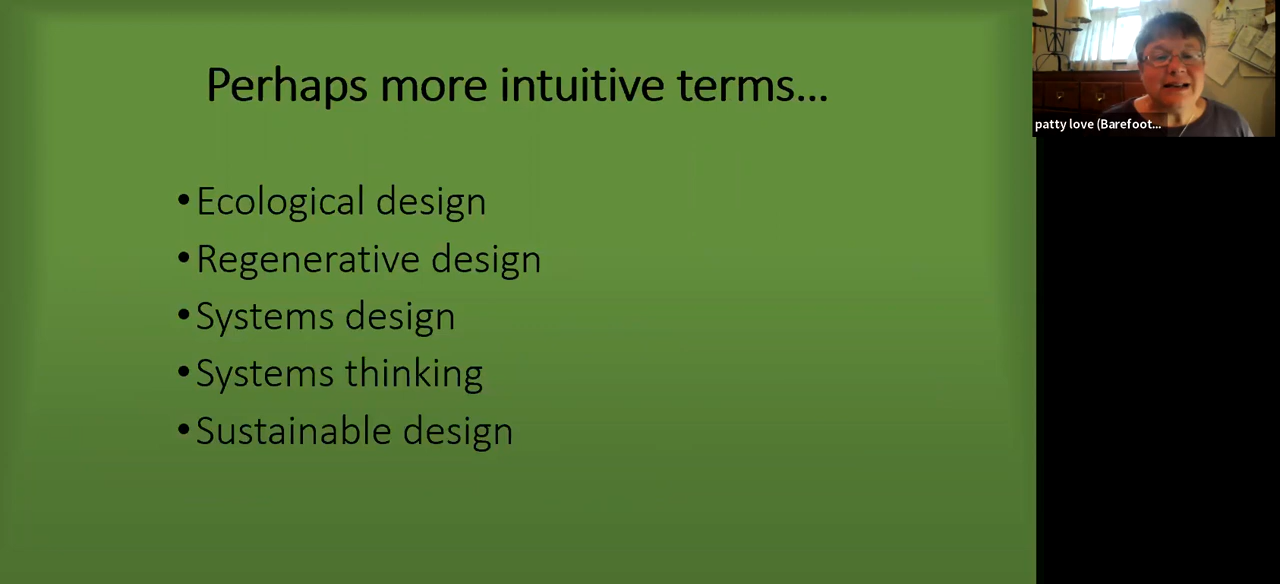 Perhaps more intuitive terms...
•Ecological design
•Regenerative design
•Systems design
•Systems thinking
•Sustainable design
patty love (Barefoot...